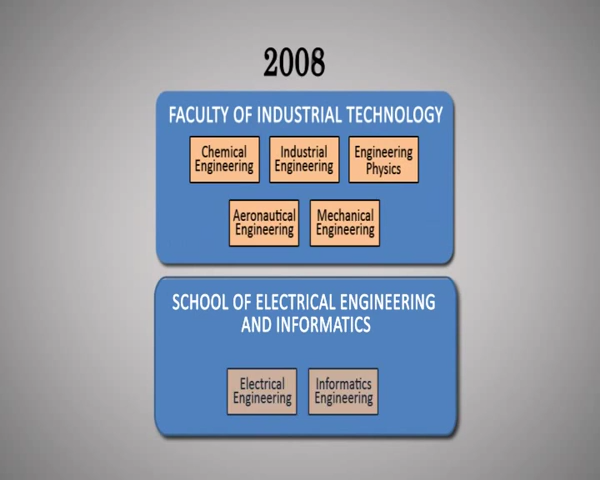 2008
FACULTY OF INDUSTRIAL TECHNOLOGY
Chemical
Engineering
Industrial
Engineering
Engineering
Physics
Aeronautical
Engineering
Mechanical
Engineering
SCHOOL OF ELECTRICAL ENGINEERING
AND INFORMATICS
Electrical
Engineering
Informatics
Engineering